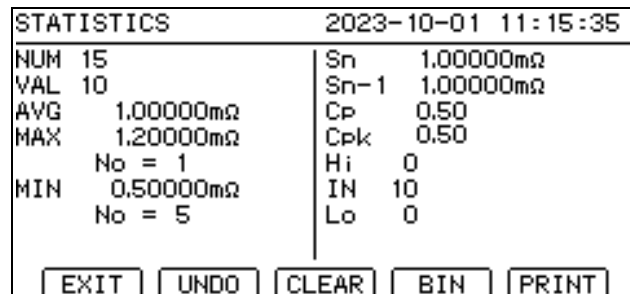 STATISTICS 2023-10-01 11:15:35
NUM 15
VAL 10
AVG 1.00000mΩ
MAX 1.20000mΩ
No = 1
MIN 0.50000mΩ
No = 5
Sn 1.00000mΩ
Sn-1 1.00000mΩ
Cp 0.50
Cpk 0.50
Hi 0
IN 10
Lo 0
EXIT UNDO CLEAR BIN PRINT